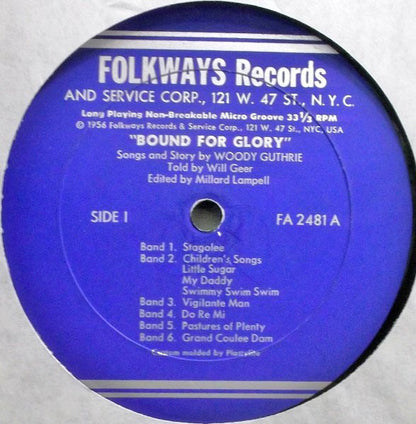 FOLKWAYS Records
AND SERVICE CORP., 121 W. 47 ST., N.Y.C.
Long Playing Non-Breakable Micro Groove 33 1/3 RPM
© 1956 Folkways Records & Service Corp., 121 W. 47 St., NYC, USA
"BOUND FOR GLORY"
Songs and Story by WOODY GUTHRIE
Told by Will Geer
Edited by Millard Lampell
SIDE I
FA 2481 A
Band 1. Stagolee
Band 2. Children's Songs
Little Sugar
My Daddy
Swimmy Swim Swim
Band 3. Vigilante Man
Band 4. Do Re Mi
Band 5. Pastures of Plenty
Band 6. Grand Coulee Dam
Custom molded by Plastylite